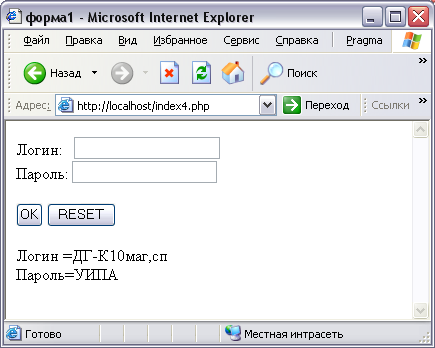 форма1 - Microsoft Internet Explorer
Файл Правка Вид Избранное Сервис Справка Pragma »
Назад Поиск »
Адрес: http://localhost/index4.php Переход Ссылки »
Логин:
Пароль:
OK RESET
Логин =ДГ-К10маг,сп
Пароль=УИПА
Готово Местная интрасеть